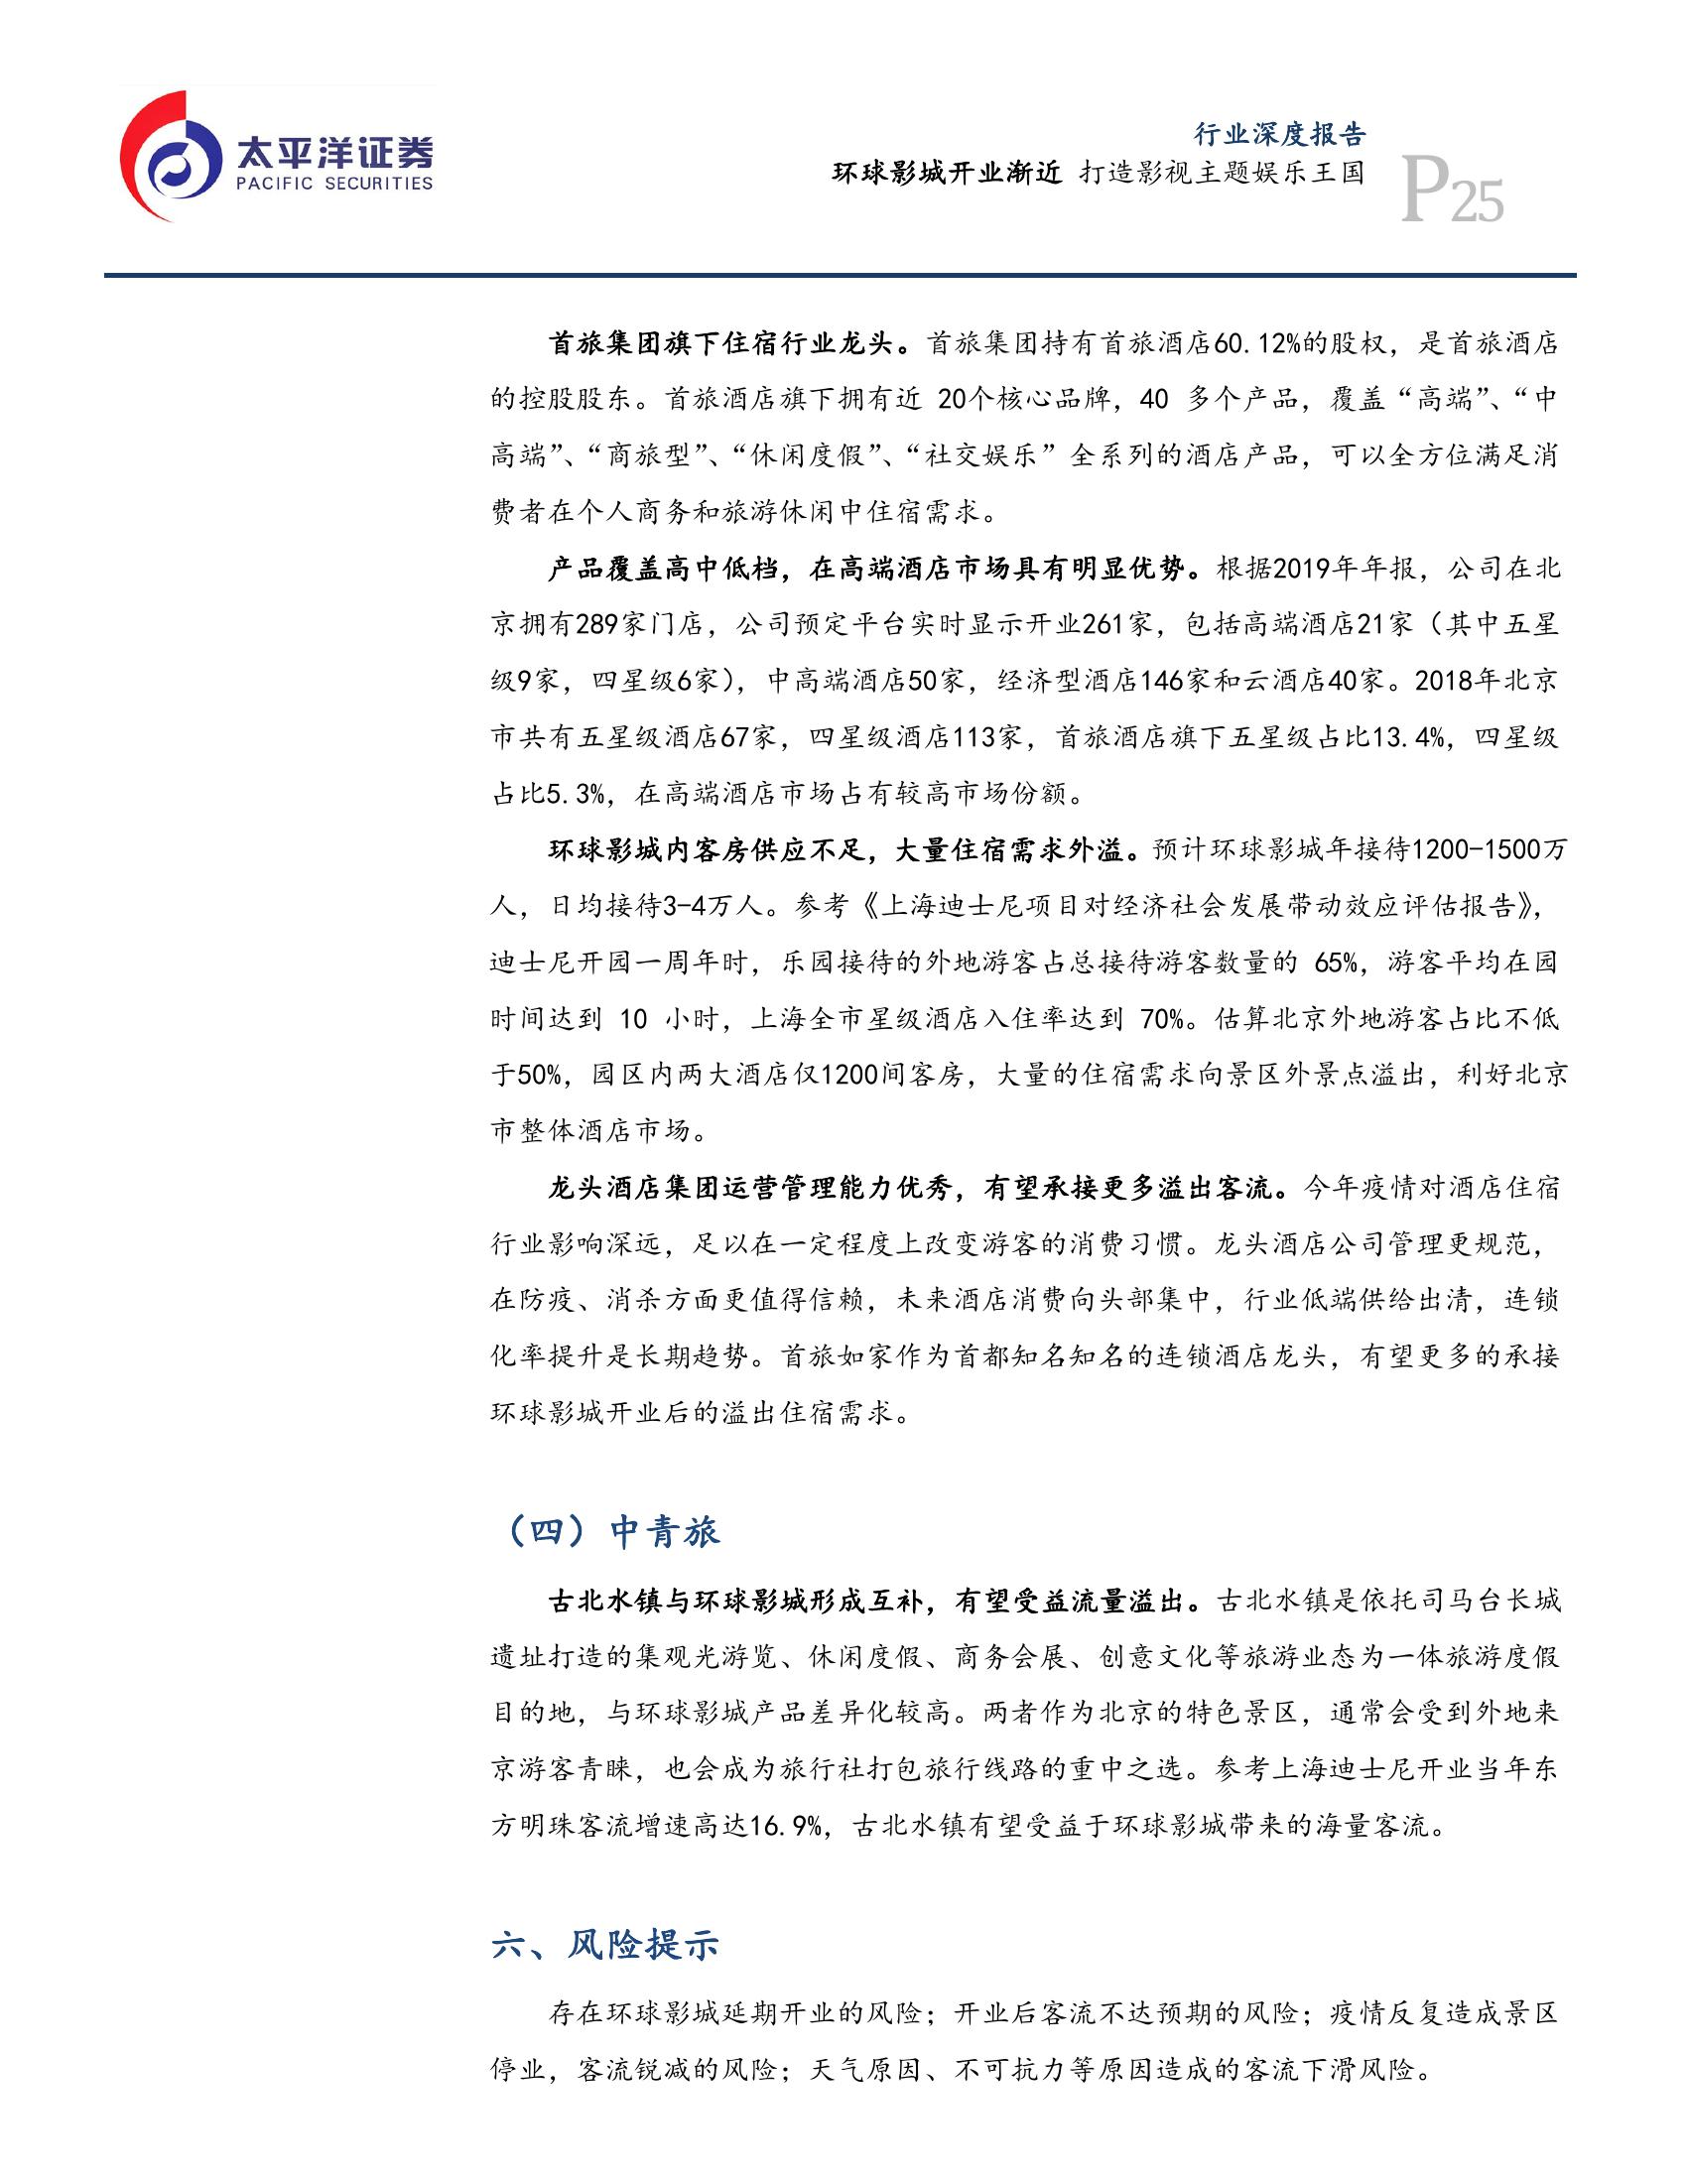 太平洋证券
PACIFIC SECURITIES
行业深度报告
环球影城开业渐近 打造影视主题娱乐王国
P25
首旅集团旗下住宿行业龙头。首旅集团持有首旅酒店60.12%的股权，是首旅酒店
的控股股东。首旅酒店旗下拥有近 20个核心品牌，40 多个产品，覆盖“高端”、“中
高端”、“商旅型”、“休闲度假”、“社交娱乐”全系列的酒店产品，可以全方位满足消
费者在个人商务和旅游休闲中住宿需求。
产品覆盖高中低档，在高端酒店市场具有明显优势。根据2019年年报，公司在北
京拥有289家门店，公司预定平台实时显示开业261家，包括高端酒店21家（其中五星
级9家，四星级6家），中高端酒店50家，经济型酒店146家和云酒店40家。2018年北京
市共有五星级酒店67家，四星级酒店113家，首旅酒店旗下五星级占比13.4%，四星级
占比5.3%，在高端酒店市场占有较高市场份额。
环球影城内客房供应不足，大量住宿需求外溢。预计环球影城年接待1200-1500万
人，日均接待3-4万人。参考《上海迪士尼项目对经济社会发展带动效应评估报告》，
迪士尼开园一周年时，乐园接待的外地游客占总接待游客数量的 65%，游客平均在园
时间达到 10 小时，上海全市星级酒店入住率达到 70%。估算北京外地游客占比不低
于50%，园区内两大酒店仅1200间客房，大量的住宿需求向景区外景点溢出，利好北京
市整体酒店市场。
龙头酒店集团运营管理能力优秀，有望承接更多溢出客流。今年疫情对酒店住宿
行业影响深远，足以在一定程度上改变游客的消费习惯。龙头酒店公司管理更规范，
在防疫、消杀方面更值得信赖，未来酒店消费向头部集中，行业低端供给出清，连锁
化率提升是长期趋势。首旅如家作为首都知名知名的连锁酒店龙头，有望更多的承接
环球影城开业后的溢出住宿需求。
（四）中青旅
古北水镇与环球影城形成互补，有望受益流量溢出。古北水镇是依托司马台长城
遗址打造的集观光游览、休闲度假、商务会展、创意文化等旅游业态为一体旅游度假
目的地，与环球影城产品差异化较高。两者作为北京的特色景区，通常会受到外地来
京游客青睐，也会成为旅行社打包旅行线路的重中之选。参考上海迪士尼开业当年东
方明珠客流增速高达16.9%，古北水镇有望受益于环球影城带来的海量客流。
六、风险提示
存在环球影城延期开业的风险；开业后客流不达预期的风险；疫情反复造成景区
停业，客流锐减的风险；天气原因、不可抗力等原因造成的客流下滑风险。